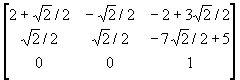 2 + √2 / 2 − √2 / 2 − 2 + 3√2 / 2
√2 / 2 √2 / 2 − 7√2 / 2 + 5
0 0 1